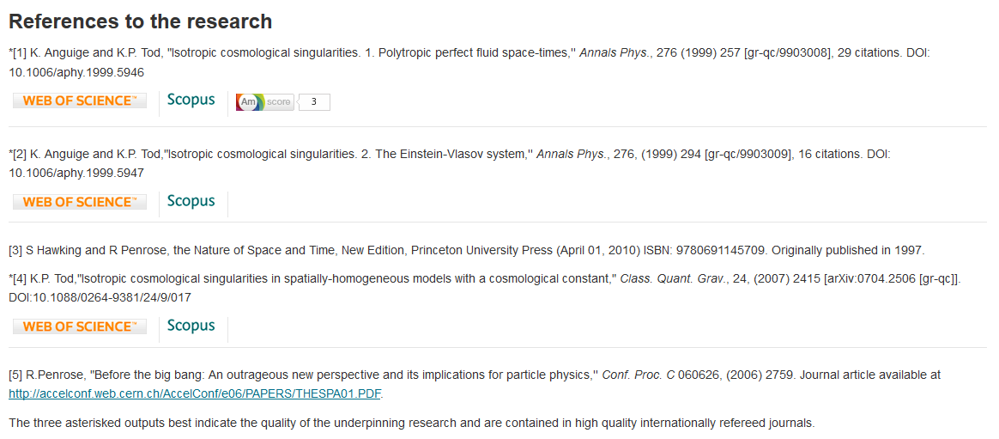 References to the research
*[1] K. Anguige and K.P. Tod, "Isotropic cosmological singularities. 1. Polytropic perfect fluid space-times," Annals Phys., 276 (1999) 257 [gr-qc/9903008], 29 citations. DOI:
10.1006/aphy.1999.5946
WEB OF SCIENCE™ Scopus Am score 3
*[2] K. Anguige and K.P. Tod,"Isotropic cosmological singularities. 2. The Einstein-Vlasov system," Annals Phys., 276, (1999) 294 [gr-qc/9903009], 16 citations. DOI:
10.1006/aphy.1999.5947
WEB OF SCIENCE™ Scopus
[3] S Hawking and R Penrose, the Nature of Space and Time, New Edition, Princeton University Press (April 01, 2010) ISBN: 9780691145709. Originally published in 1997.
*[4] K.P. Tod,"Isotropic cosmological singularities in spatially-homogeneous models with a cosmological constant," Class. Quant. Grav., 24, (2007) 2415 [arXiv:0704.2506 [gr-qc]].
DOI:10.1088/0264-9381/24/9/017
WEB OF SCIENCE™ Scopus
[5] R.Penrose, "Before the big bang: An outrageous new perspective and its implications for particle physics," Conf. Proc. C 060626, (2006) 2759. Journal article available at
http://accelconf.web.cern.ch/AccelConf/e06/PAPERS/THESPA01.PDF.
The three asterisked outputs best indicate the quality of the underpinning research and are contained in high quality internationally refereed journals.